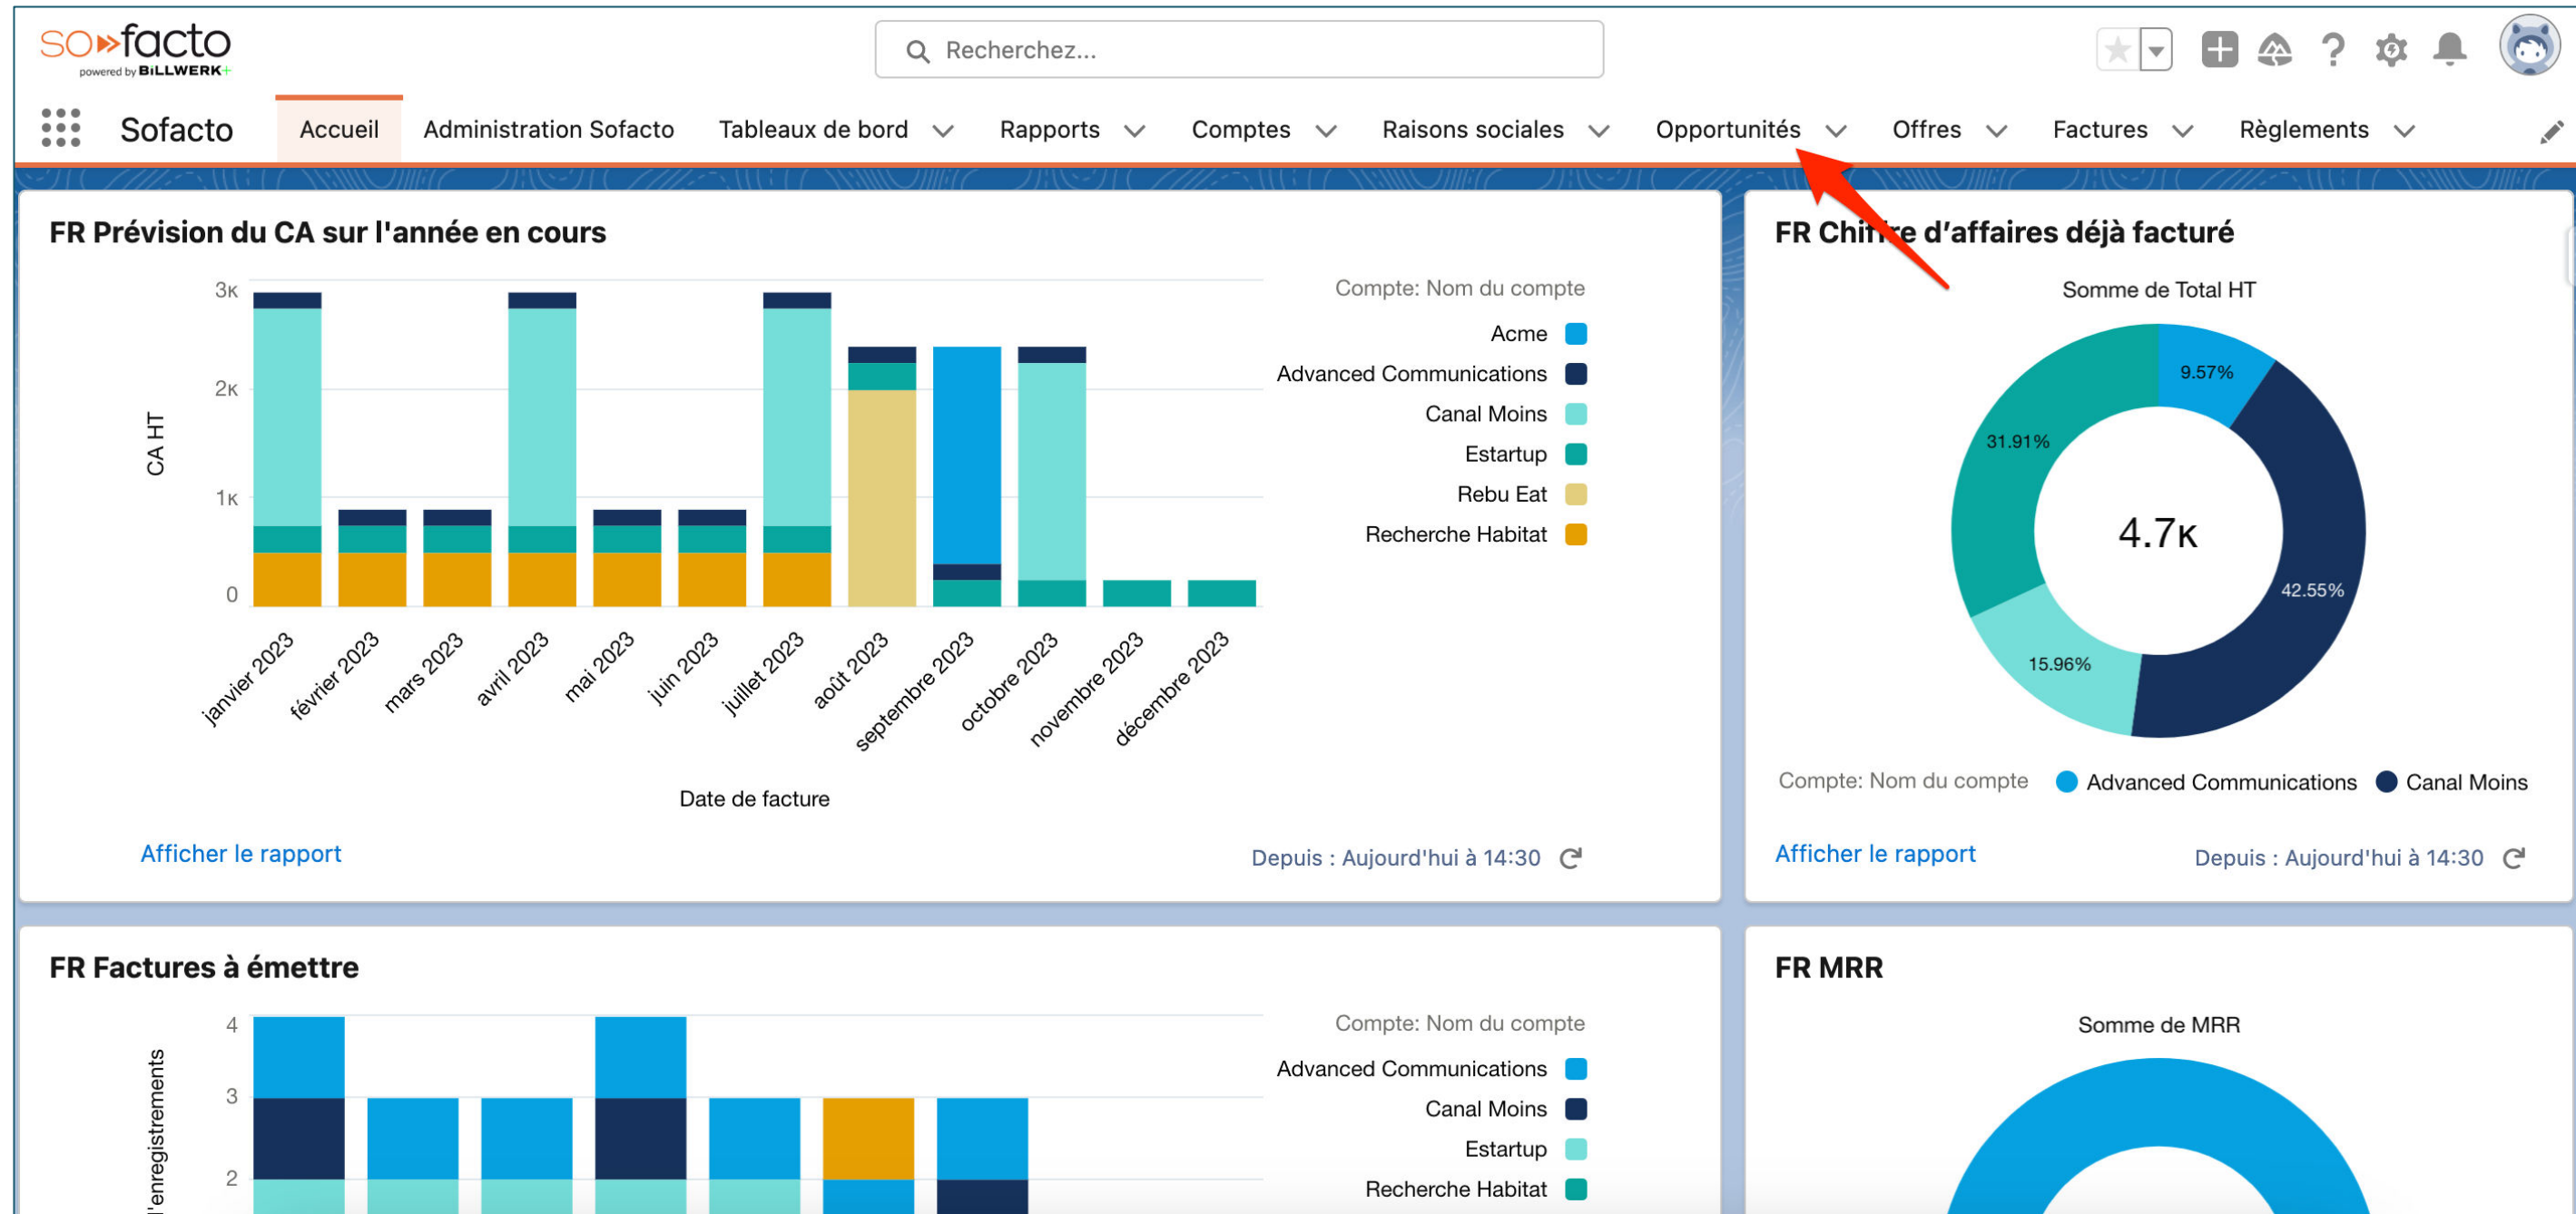 so»facto
powered by BiLLWERK+
Recherchez...
Sofacto
Accueil
Administration Sofacto
Tableaux de bord
Rapports
Comptes
Raisons sociales
Opportunités
Offres
Factures
Règlements
FR Prévision du CA sur l'année en cours
3K
2K
1K
0
CA HT
janvier 2023
février 2023
mars 2023
avril 2023
mai 2023
juin 2023
juillet 2023
août 2023
septembre 2023
octobre 2023
novembre 2023
décembre 2023
Date de facture
Compte: Nom du compte
Acme
Advanced Communications
Canal Moins
Estartup
Rebu Eat
Recherche Habitat
Afficher le rapport
Depuis : Aujourd'hui à 14:30
FR Chiffre d’affaires déjà facturé
Somme de Total HT
9.57%
31.91%
4.7K
42.55%
15.96%
Compte: Nom du compte
Advanced Communications
Canal Moins
Afficher le rapport
Depuis : Aujourd'hui à 14:30
FR Factures à émettre
4
3
2
l'enregistrements
Compte: Nom du compte
Advanced Communications
Canal Moins
Estartup
Recherche Habitat
FR MRR
Somme de MRR